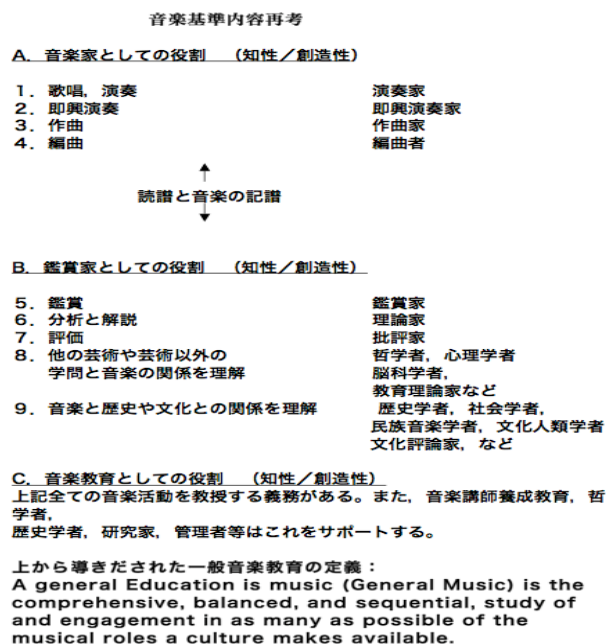 音楽基準内容再考
A. 音楽家としての役割 （知性／創造性）
1. 歌唱，演奏 演奏家
2. 即興演奏 即興演奏家
3. 作曲 作曲家
4. 編曲 編曲者
読譜と音楽の記譜
B. 鑑賞家としての役割 （知性／創造性）
5. 鑑賞 鑑賞家
6. 分析と解説 理論家
7. 評価 批評家
8. 他の芸術や芸術以外の 哲学者，心理学者
学問と音楽の関係を理解 脳科学者，
教育理論家など
9. 音楽と歴史や文化との関係を理解 歴史学者，社会学者，
民族音楽学者，文化人類学者
文化評論家，など
C. 音楽教育としての役割 （知性／創造性）
上記全ての音楽活動を教授する義務がある。また，音楽講師養成教育，哲
学者，
歴史学者，研究家，管理者等はこれをサポートする。
上から導きだされた一般音楽教育の定義：
A general Education is music (General Music) is the
comprehensive, balanced, and sequential, study of
and engagement in as many as possible of the
musical roles a culture makes available.